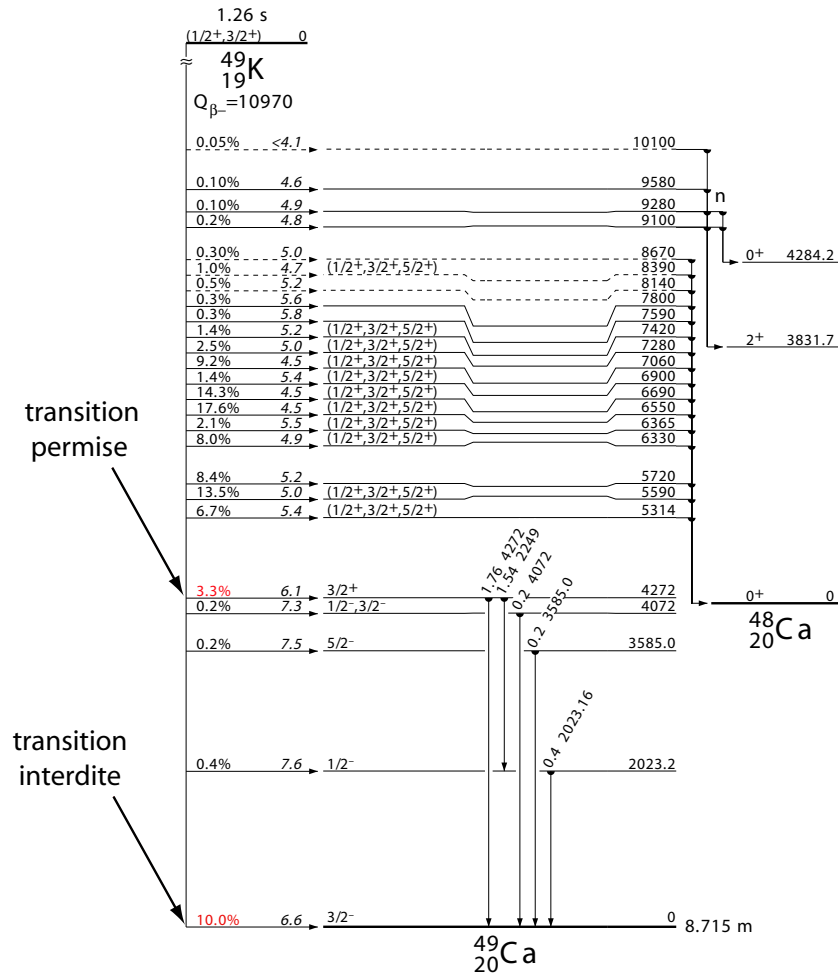 1.26 s
(1/2+,3/2+) 0
49
19K
Qβ–=10970
0.05% <4.1 10100
0.10% 4.6 9580
n
0.10% 4.9 9280
0.2% 4.8 9100
0+ 4284.2
0.30% 5.0 8670
1.0% 4.7 (1/2+,3/2+,5/2+) 8390
0.5% 5.2 8140
0.3% 5.6 7800
0.3% 5.8 7590
1.4% 5.2 (1/2+,3/2+,5/2+) 7420
2+ 3831.7
2.5% 5.0 (1/2+,3/2+,5/2+) 7280
9.2% 4.5 (1/2+,3/2+,5/2+) 7060
1.4% 5.4 (1/2+,3/2+,5/2+) 6900
14.3% 4.5 (1/2+,3/2+,5/2+) 6690
17.6% 4.5 (1/2+,3/2+,5/2+) 6550
2.1% 5.5 (1/2+,3/2+,5/2+) 6365
8.0% 4.9 (1/2+,3/2+,5/2+) 6330
transition
permise
8.4% 5.2 5720
13.5% 5.0 (1/2+,3/2+,5/2+) 5590
6.7% 5.4 (1/2+,3/2+,5/2+) 5314
1.76 4272
1.54 2249
0.2 4072
0.2 3585.0
0.4 2023.16
3.3% 6.1 3/2+ 4272
0.2% 7.3 1/2–,3/2– 4072
0+ 0
48
20Ca
0.2% 7.5 5/2– 3585.0
transition
interdite
0.4% 7.6 1/2– 2023.2
10.0% 6.6 3/2– 0
8.715 m
49
20Ca